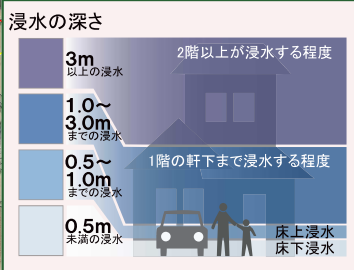 浸水の深さ
3m
以上の浸水
2階以上が浸水する程度
1.0～
3.0m
までの浸水
0.5～
1.0m
までの浸水
1階の軒下まで浸水する程度
0.5m
未満の浸水
床上浸水
床下浸水